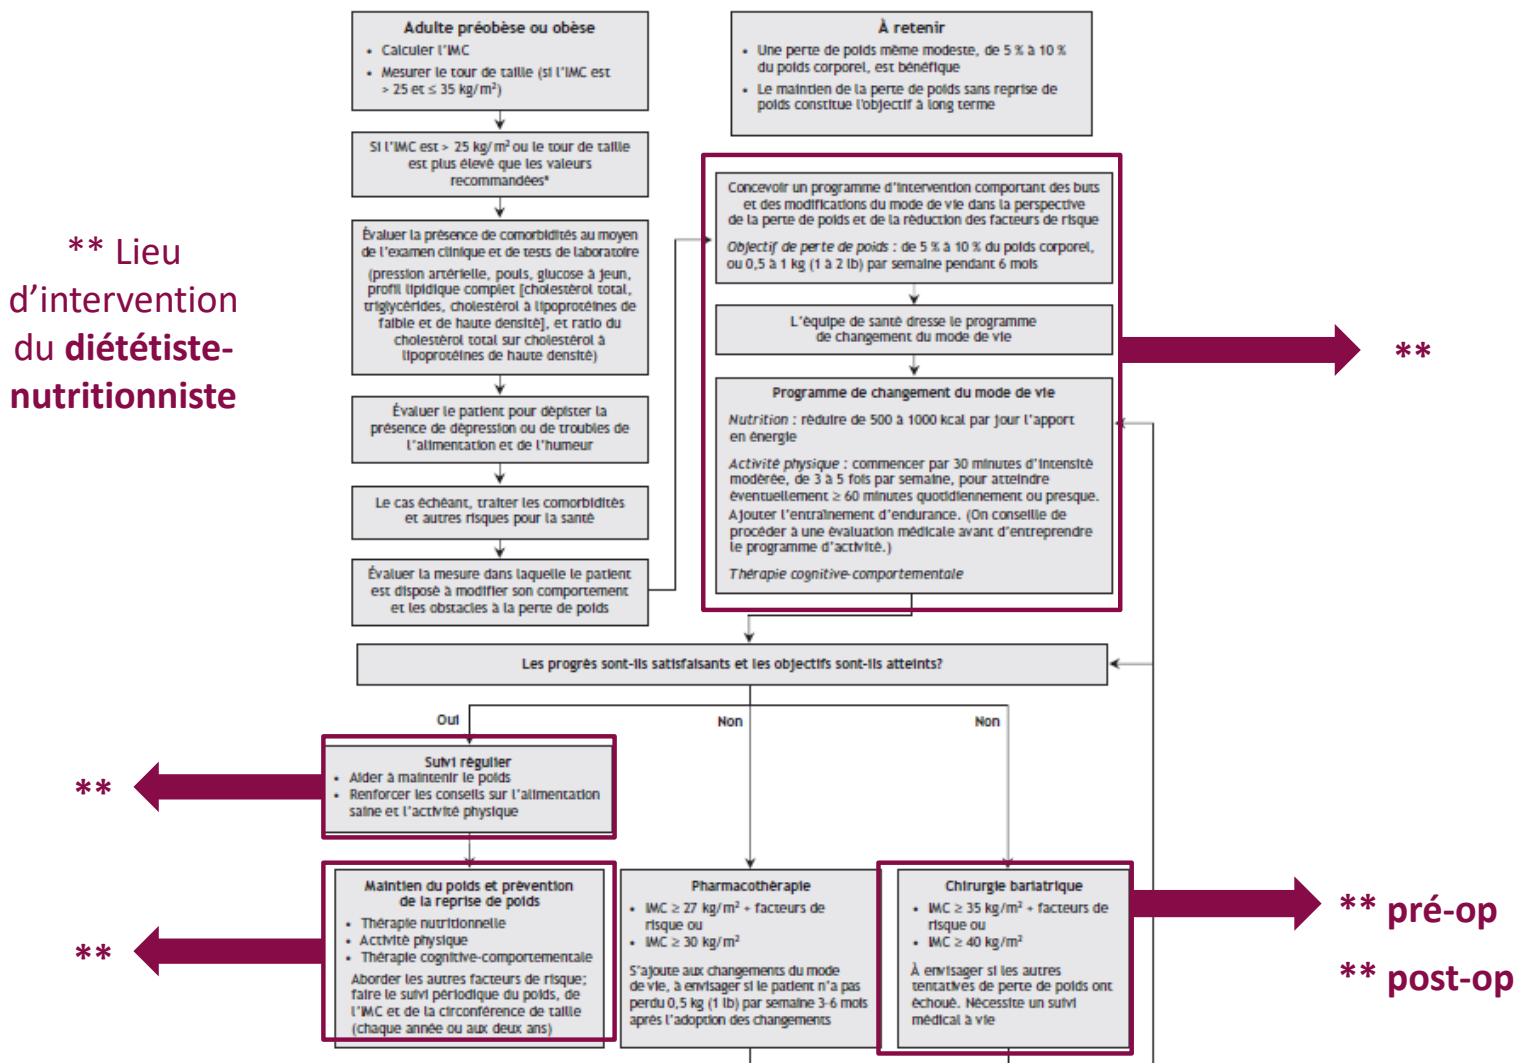 Adulte préobèse ou obèse
• Calculer l'IMC
• Mesurer le tour de taille (si l'IMC est
> 25 et ≤ 35 kg/m²)
À retenir
• Une perte de poids même modeste, de 5 % à 10 %
du poids corporel, est bénéfique
• Le maintien de la perte de poids sans reprise de
poids constitue l'objectif à long terme
Si l'IMC est > 25 kg/m² ou le tour de taille
est plus élevé que les valeurs
recommandées*
Évaluer la présence de comorbidités au moyen
de l'examen clinique et de tests de laboratoire
(pression artérielle, pouls, glucose à jeun,
profil lipidique complet [cholestérol total,
triglycérides, cholestérol à lipoprotéines de
faible et de haute densité], et ratio du
cholestérol total sur cholestérol à
lipoprotéines de haute densité)
** Lieu
d'intervention
du diététiste-
nutritionniste
Évaluer le patient pour dépister la
présence de dépression ou de troubles de
l'alimentation et de l'humeur
Le cas échéant, traiter les comorbidités
et autres risques pour la santé
Évaluer la mesure dans laquelle le patient
est disposé à modifier son comportement
et les obstacles à la perte de poids
Concevoir un programme d'intervention comportant des buts
et des modifications du mode de vie dans la perspective
de la perte de poids et de la réduction des facteurs de risque
Objectif de perte de poids : de 5 % à 10 % du poids corporel,
ou 0,5 à 1 kg (1 à 2 lb) par semaine pendant 6 mois
L'équipe de santé dresse le programme
de changement du mode de vie
**
Programme de changement du mode de vie
Nutrition : réduire de 500 à 1000 kcal par jour l'apport
en énergie
Activité physique : commencer par 30 minutes d'intensité
modérée, de 3 à 5 fois par semaine, pour atteindre
éventuellement ≥ 60 minutes quotidiennement ou presque.
Ajouter l'entraînement d'endurance. (On conseille de
procéder à une évaluation médicale avant d'entreprendre
le programme d'activité.)
Thérapie cognitive-comportementale
Les progrès sont-ils satisfaisants et les objectifs sont-ils atteints?
Oui
Non
Non
Suivi régulier
• Aider à maintenir le poids
• Renforcer les conseils sur l'alimentation
saine et l'activité physique
**
Maintien du poids et prévention
de la reprise de poids
• Thérapie nutritionnelle
• Activité physique
• Thérapie cognitive-comportementale
Aborder les autres facteurs de risque;
faire le suivi périodique du poids, de
l'IMC et de la circonférence de taille
(chaque année ou aux deux ans)
**
Pharmacothérapie
• IMC ≥ 27 kg/m² + facteurs de
risque ou
• IMC ≥ 30 kg/m²
S'ajoute aux changements du mode
de vie, à envisager si le patient n'a pas
perdu 0,5 kg (1 lb) par semaine 3-6 mois
après l'adoption des changements
Chirurgie bariatrique
• IMC ≥ 35 kg/m² + facteurs de
risque ou
• IMC ≥ 40 kg/m²
À envisager si les autres
tentatives de perte de poids ont
échoué. Nécessite un suivi
médical à vie
** pré-op
** post-op